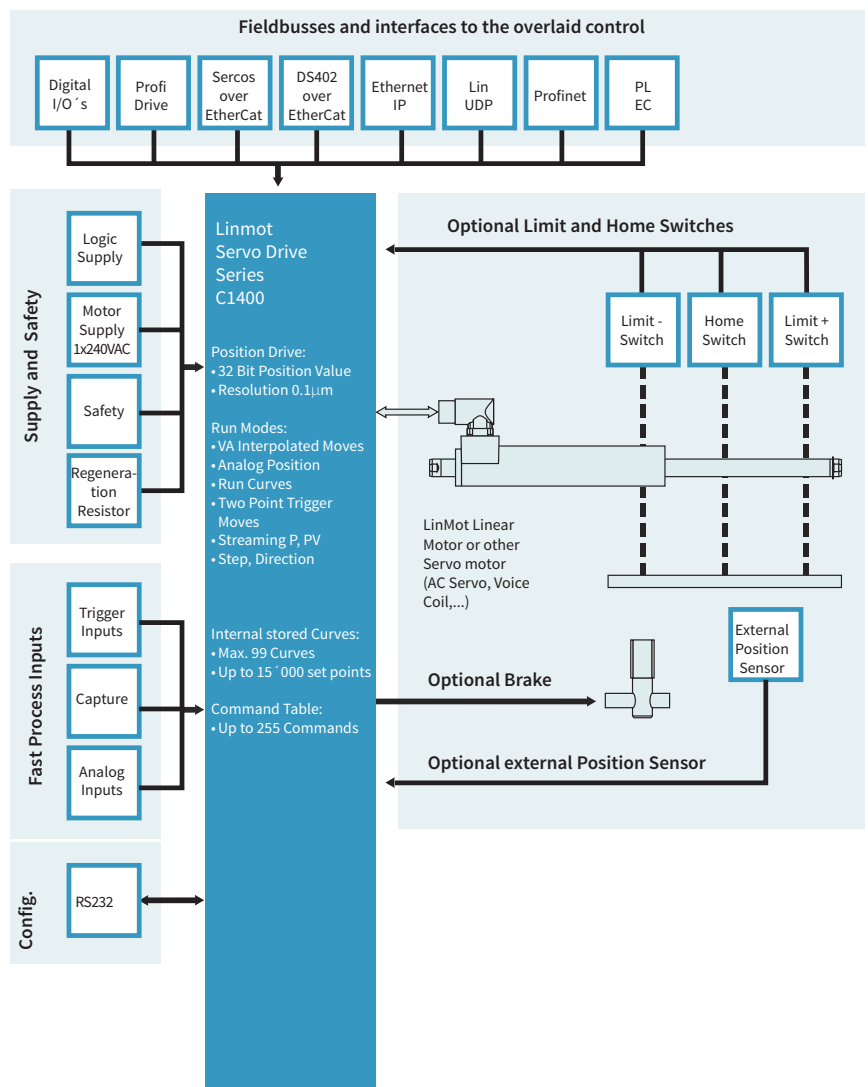 Fieldbusses and interfaces to the overlaid control
Digital
I/O´s
Profi
Drive
Sercos
over
EtherCat
DS402
over
EtherCat
Ethernet
IP
Lin
UDP
Profinet
PL
EC
Supply and Safety
Logic
Supply
Motor
Supply
1x240VAC
Safety
Regenera-
tion
Resistor
Fast Process Inputs
Trigger
Inputs
Capture
Analog
Inputs
Config.
RS232
Linmot
Servo Drive
Series
C1400
Position Drive:
• 32 Bit Position Value
• Resolution 0.1µm
Run Modes:
• VA Interpolated Moves
• Analog Position
• Run Curves
• Two Point Trigger
Moves
• Streaming P, PV
• Step, Direction
Internal stored Curves:
• Max. 99 Curves
• Up to 15´000 set points
Command Table:
• Up to 255 Commands
Optional Limit and Home Switches
Limit -
Switch
Home
Switch
Limit +
Switch
LinMot Linear
Motor or other
Servo motor
(AC Servo, Voice
Coil,...)
External
Position
Sensor
Optional Brake
Optional external Position Sensor